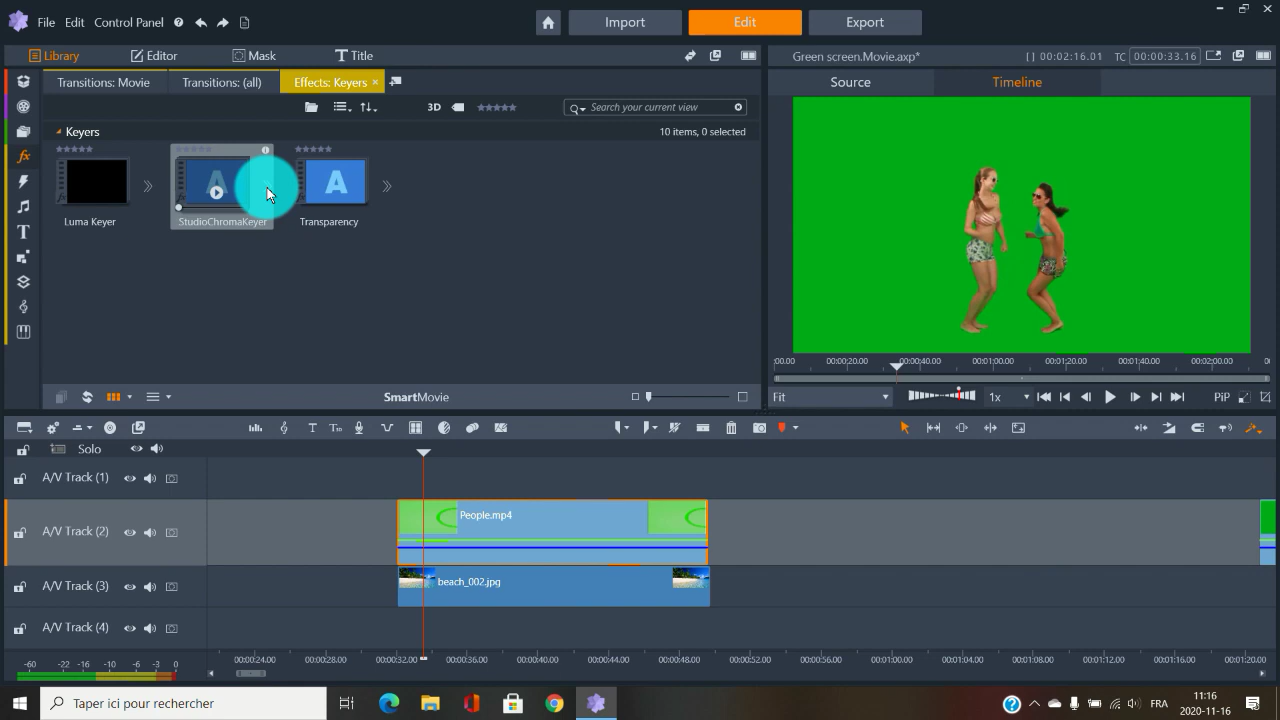 File Edit Control Panel
Import Edit Export
Library Editor Mask Title
Green screen.Movie.axp* [ ] 00:02:16.01 TC 00:00:33.16
Transitions: Movie Transitions: (all) Effects: Keyers ×
Source Timeline
3D Search your current view
Keyers 10 items, 0 selected
A A
Luma Keyer StudioChromaKeyer Transparency
:00.00 00:00:20.00 00:00:40.00 00:01:00.00 00:01:20.00 00:01:40.00 00:02:00.00
SmartMovie
Fit 1x PiP
Solo
A/V Track (1)
A/V Track (2) People.mp4
A/V Track (3) beach_002.jpg
A/V Track (4)
-60 -22 -16 -10 -6 -3 0
00:00:24.00 00:00:28.00 00:00:32.00 00:00:36.00 00:00:40.00 00:00:44.00 00:00:48.00 00:00:52.00 00:00:56.00 00:01:00.00 00:01:04.00 00:01:08.00 00:01:12.00 00:01:16.00 00:01:20.00
Taper ici pour rechercher
FRA
11:16
2020-11-16